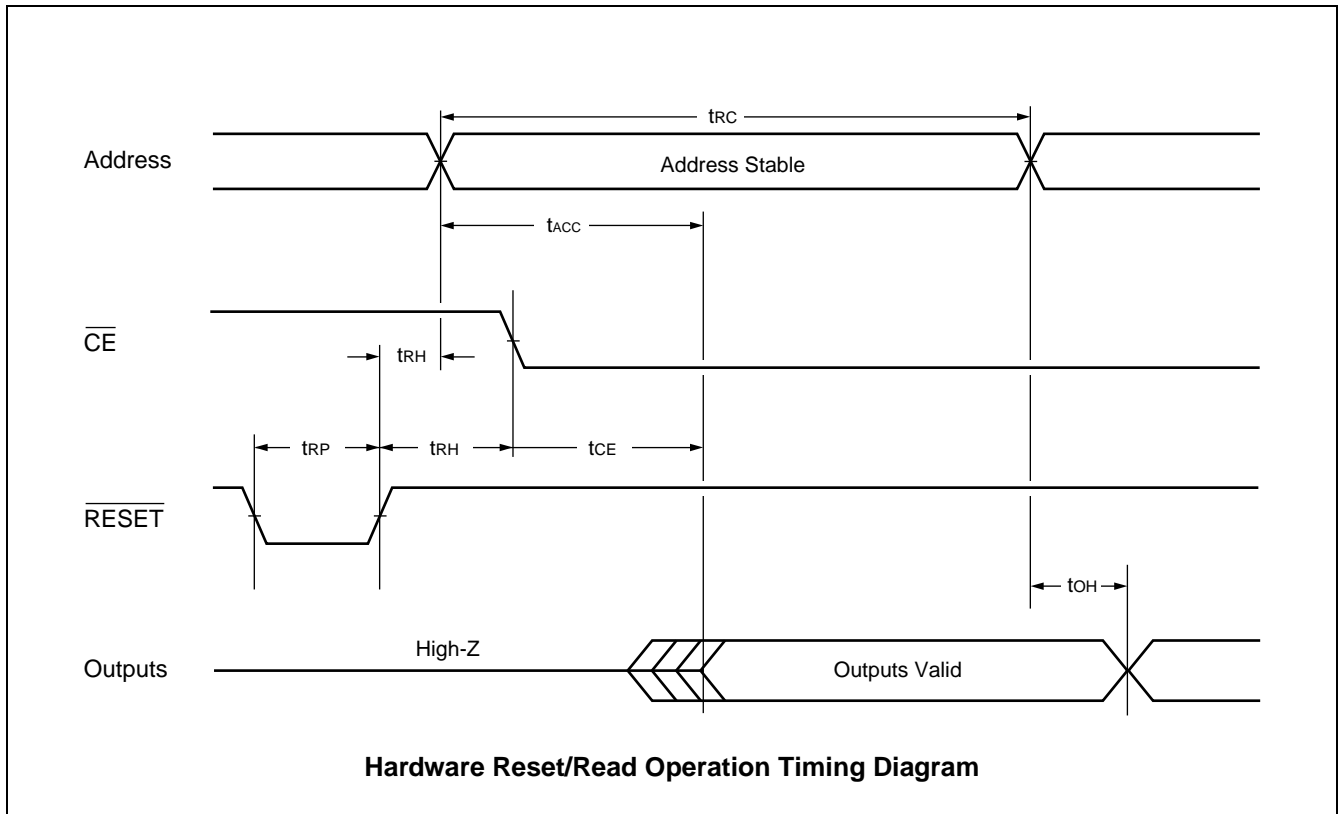 tRC
Address
Address Stable
tACC
CE
tRH
tRP
tRH
tCE
RESET
tOH
High-Z
Outputs
Outputs Valid
Hardware Reset/Read Operation Timing Diagram